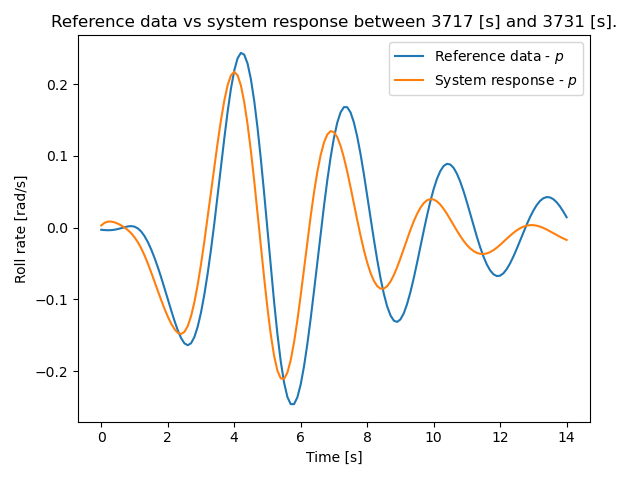 Reference data vs system response between 3717 [s] and 3731 [s].
Reference data - p
System response - p
Roll rate [rad/s]
0.2
0.1
0.0
−0.1
−0.2
0 2 4 6 8 10 12 14
Time [s]